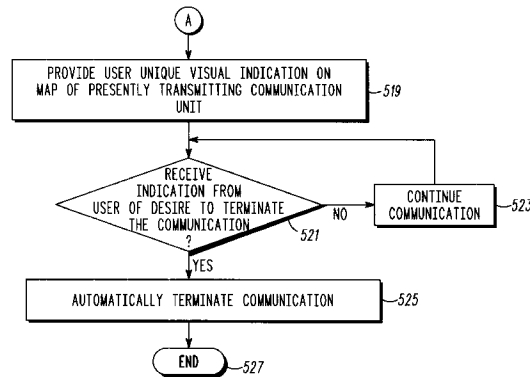 A
PROVIDE USER UNIQUE VISUAL INDICATION ON
MAP OF PRESENTLY TRANSMITTING COMMUNICATION
UNIT
519
RECEIVE
INDICATION FROM
USER OF DESIRE TO TERMINATE
THE COMMUNICATION
?
521
NO
CONTINUE
COMMUNICATION
523
YES
AUTOMATICALLY TERMINATE COMMUNICATION
525
END
527